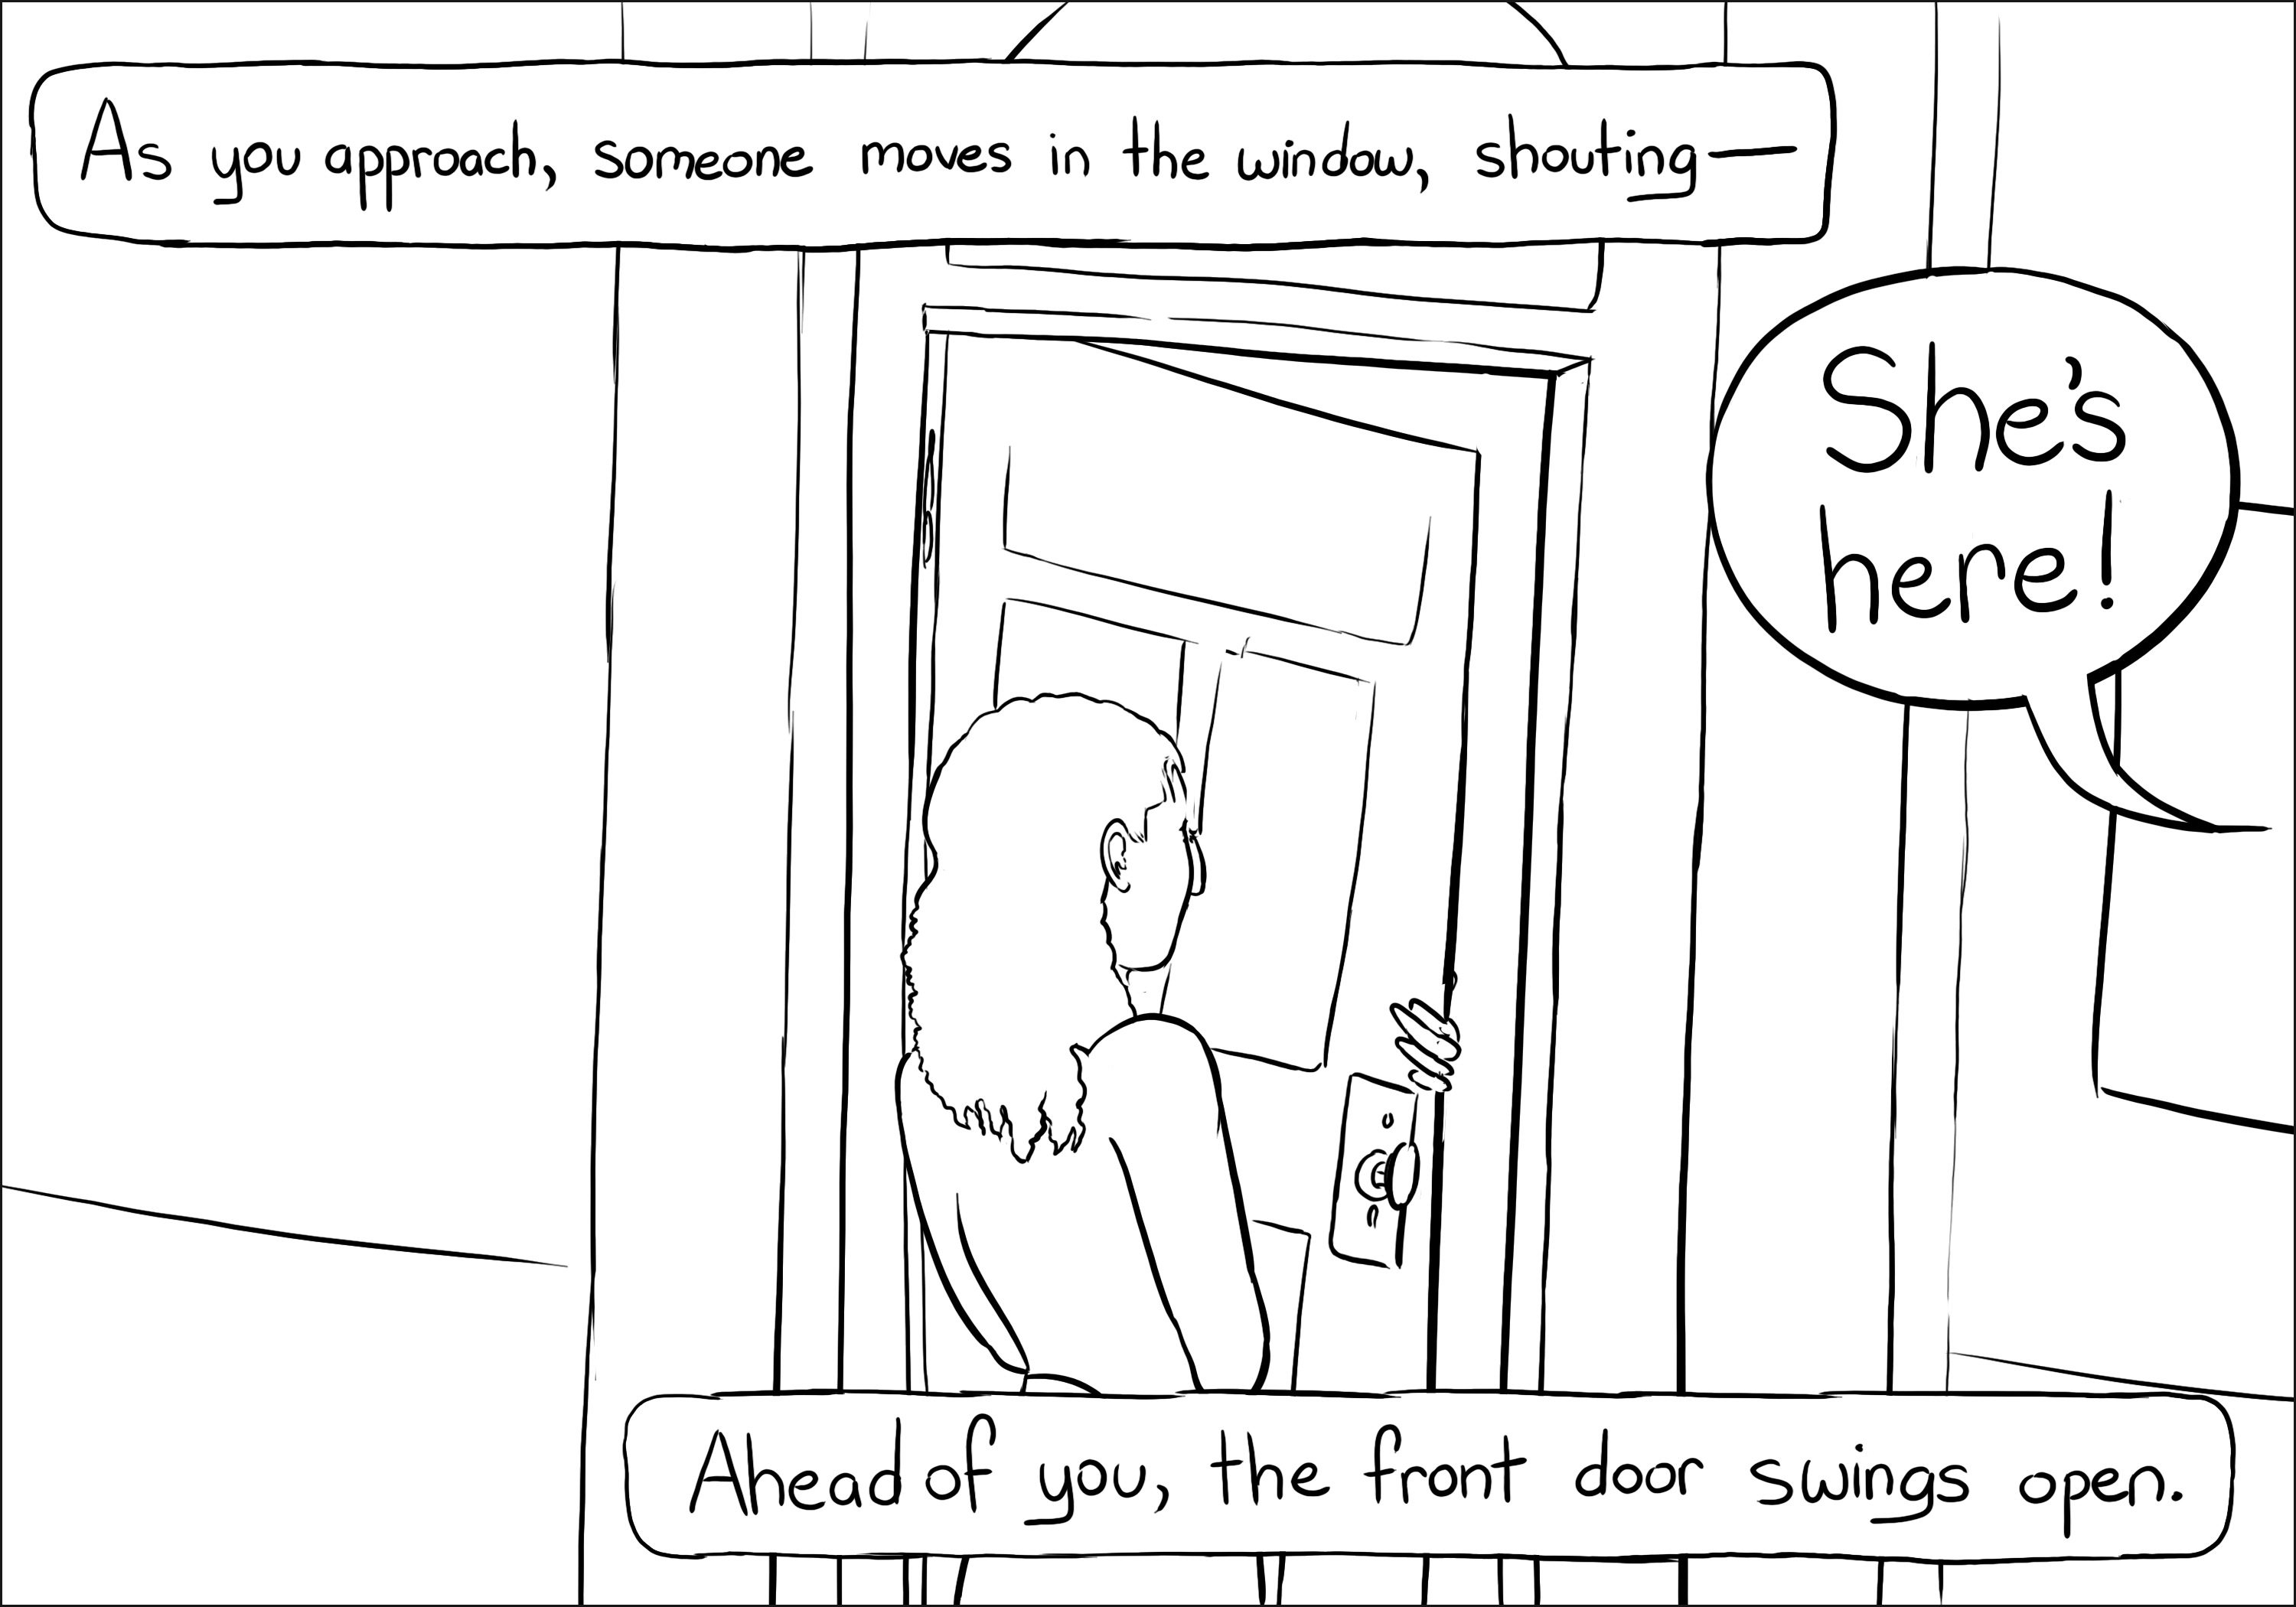 As you approach, someone moves in the window, shouting—
She's
here!
Ahead of you, the front door swings open.